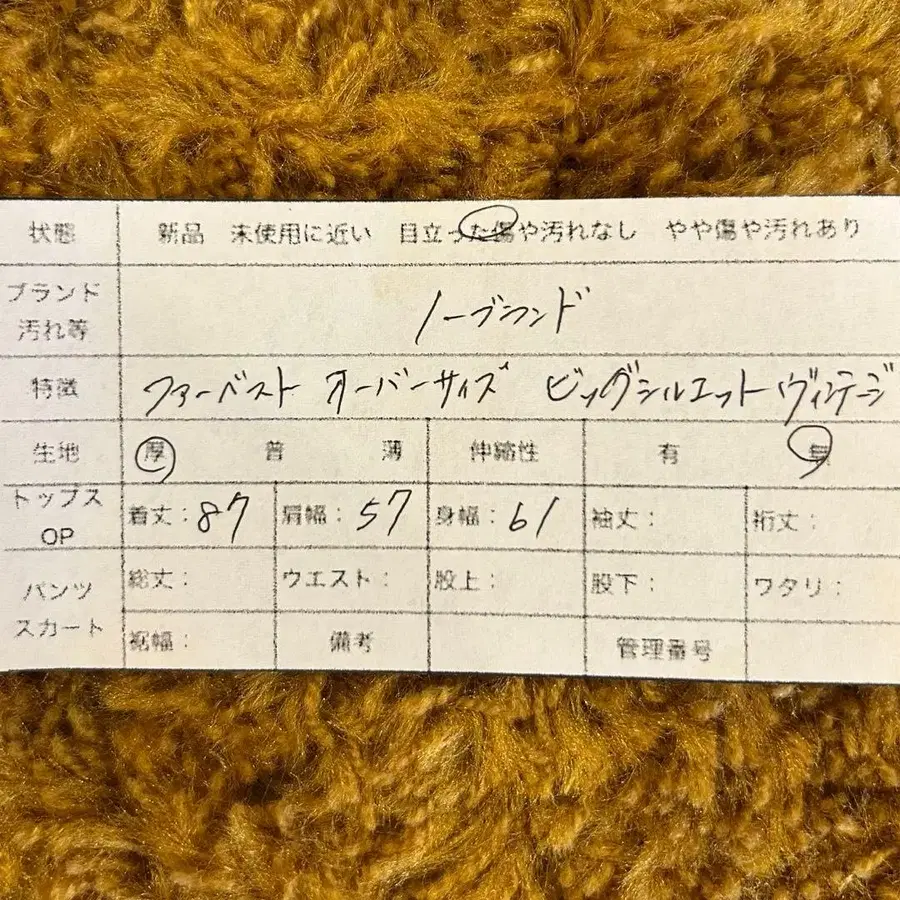 状態 新品 未使用に近い 目立った傷や汚れなし やや傷や汚れあり
ブランド
汚れ等
ノーブランド
特徴 ファーベスト オーバーサイズ ビッグシルエット ヴィンテージ
生地 厚 普 薄 伸縮性 有 無
トップス
OP
着丈：87 肩幅：57 身幅：61 袖丈： 裄丈：
パンツ
スカート
総丈： ウエスト： 股上： 股下： ワタリ：
裾幅： 備考 管理番号